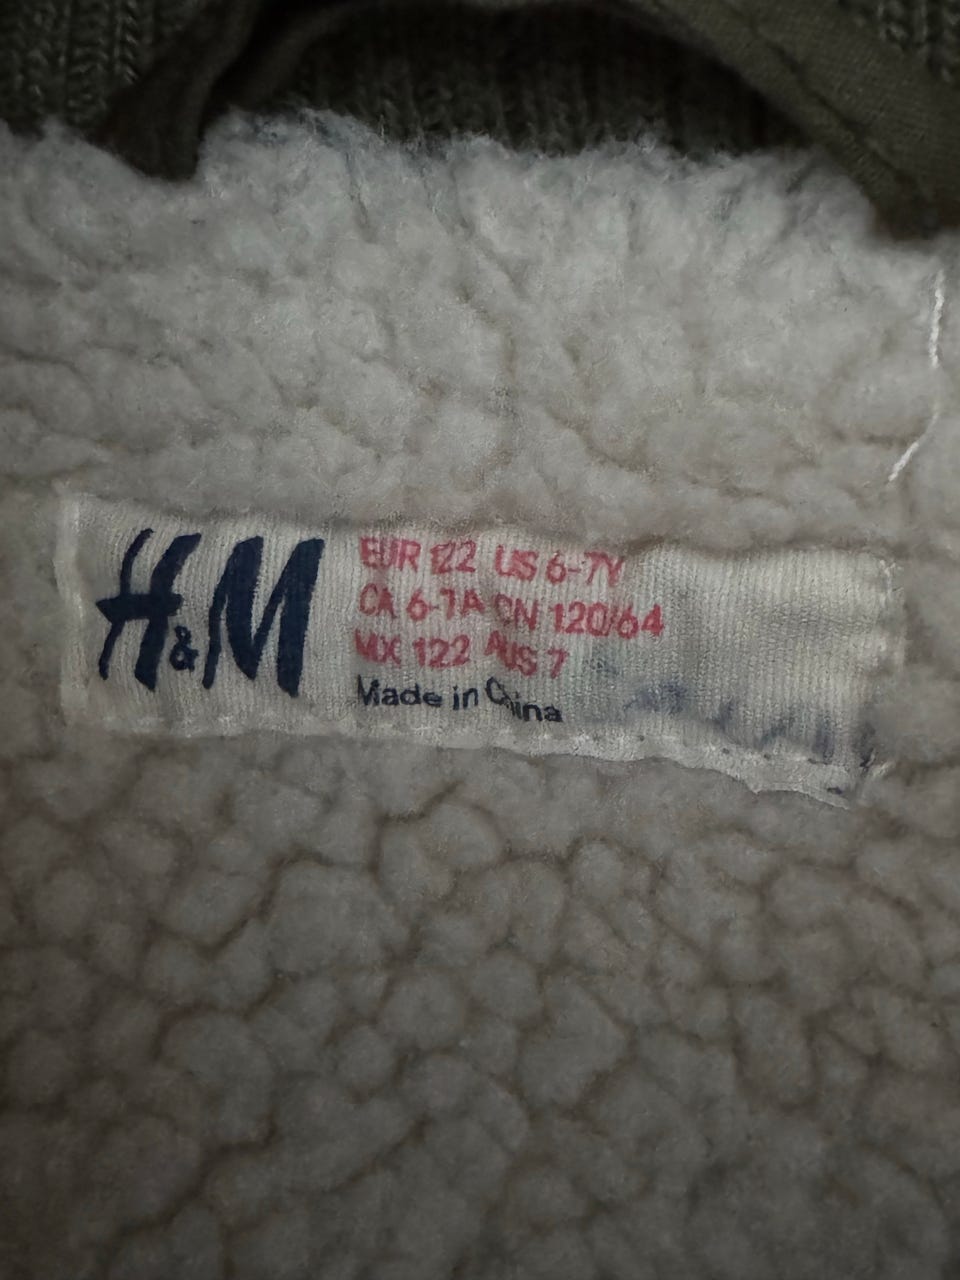 H&M
EUR 122 US 6-7Y
CA 6-7A CN 120/64
MX 122 AUS 7
Made in China